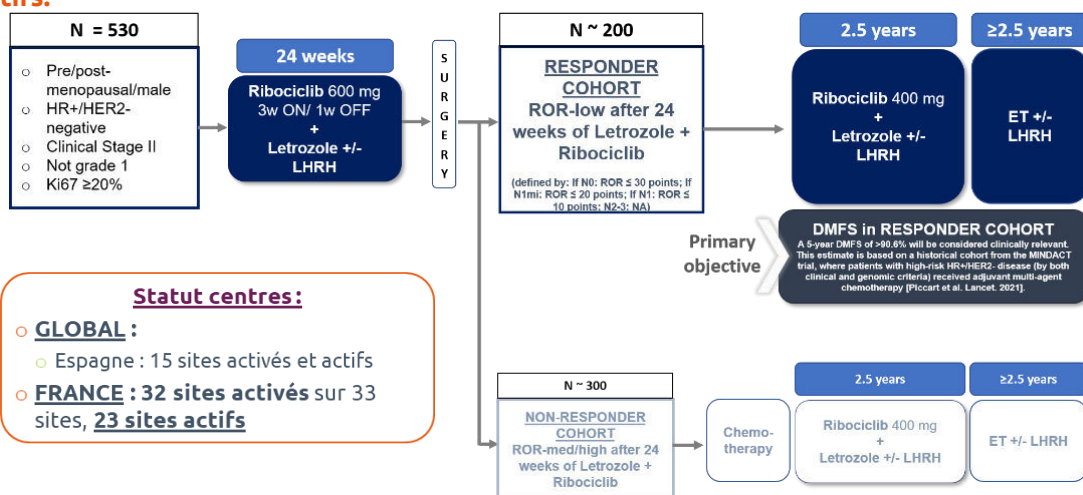 tifs.
N = 530
○ Pre/post-
menopausal/male
○ HR+/HER2-
negative
○ Clinical Stage II
○ Not grade 1
○ Ki67 ≥20%
24 weeks
Ribociclib 600 mg
3w ON/ 1w OFF
+
Letrozole +/-
LHRH
SURGERY
N ~ 200
RESPONDER
COHORT
ROR-low after 24
weeks of Letrozole +
Ribociclib
(defined by: If N0: ROR ≤ 30 points; If
N1mi: ROR ≤ 20 points; If N1: ROR ≤
10 points; N2-3: NA)
2.5 years
Ribociclib 400 mg
+
Letrozole +/-
LHRH
≥2.5 years
ET +/-
LHRH
Primary
objective
DMFS in RESPONDER COHORT
A 5-year DMFS of >90.6% will be considered clinically relevant.
This estimate is based on a historical cohort from the MINDACT
trial, where patients with high-risk HR+/HER2- disease (by both
clinical and genomic criteria) received adjuvant multi-agent
chemotherapy [Piccart et al. Lancet. 2021].
Statut centres :
○ GLOBAL :
○ Espagne : 15 sites activés et actifs
○ FRANCE : 32 sites activés sur 33
sites, 23 sites actifs
N ~ 300
NON-RESPONDER
COHORT
ROR-med/high after 24
weeks of Letrozole +
Ribociclib
Chemo-
therapy
2.5 years
Ribociclib 400 mg
+
Letrozole +/- LHRH
≥2.5 years
ET +/- LHRH